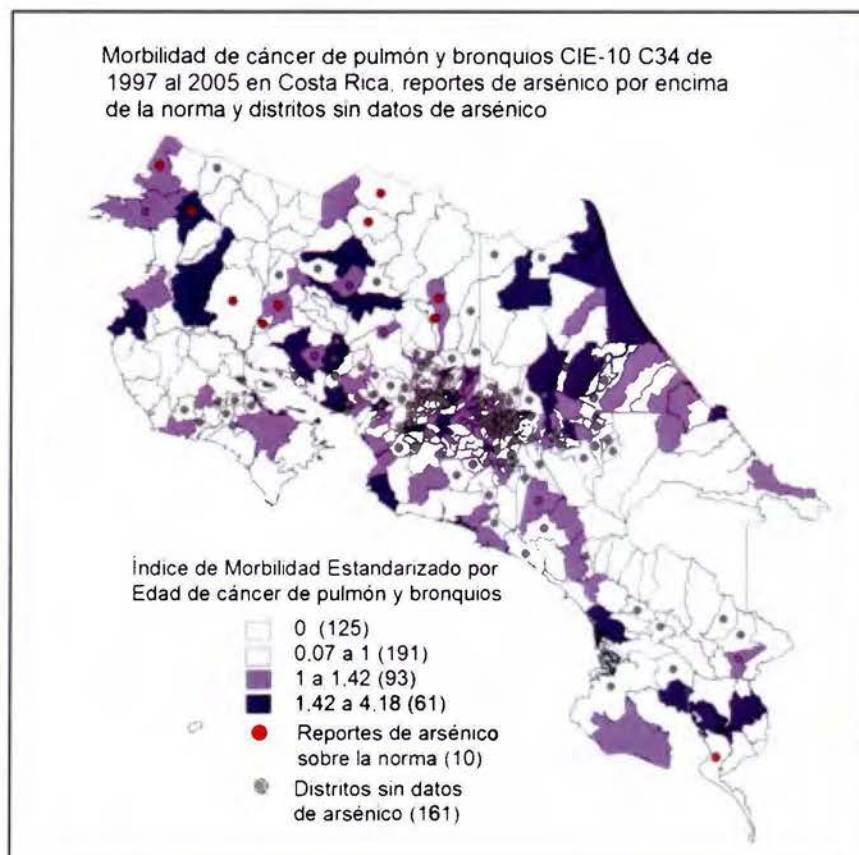 Morbilidad de cáncer de pulmón y bronquios CIE-10 C34 de
1997 al 2005 en Costa Rica, reportes de arsénico por encima
de la norma y distritos sin datos de arsénico
Índice de Morbilidad Estandarizado por
Edad de cáncer de pulmón y bronquios
0 (125)
0.07 a 1 (191)
1 a 1.42 (93)
1.42 a 4.18 (61)
Reportes de arsénico
sobre la norma (10)
Distritos sin datos
de arsénico (161)